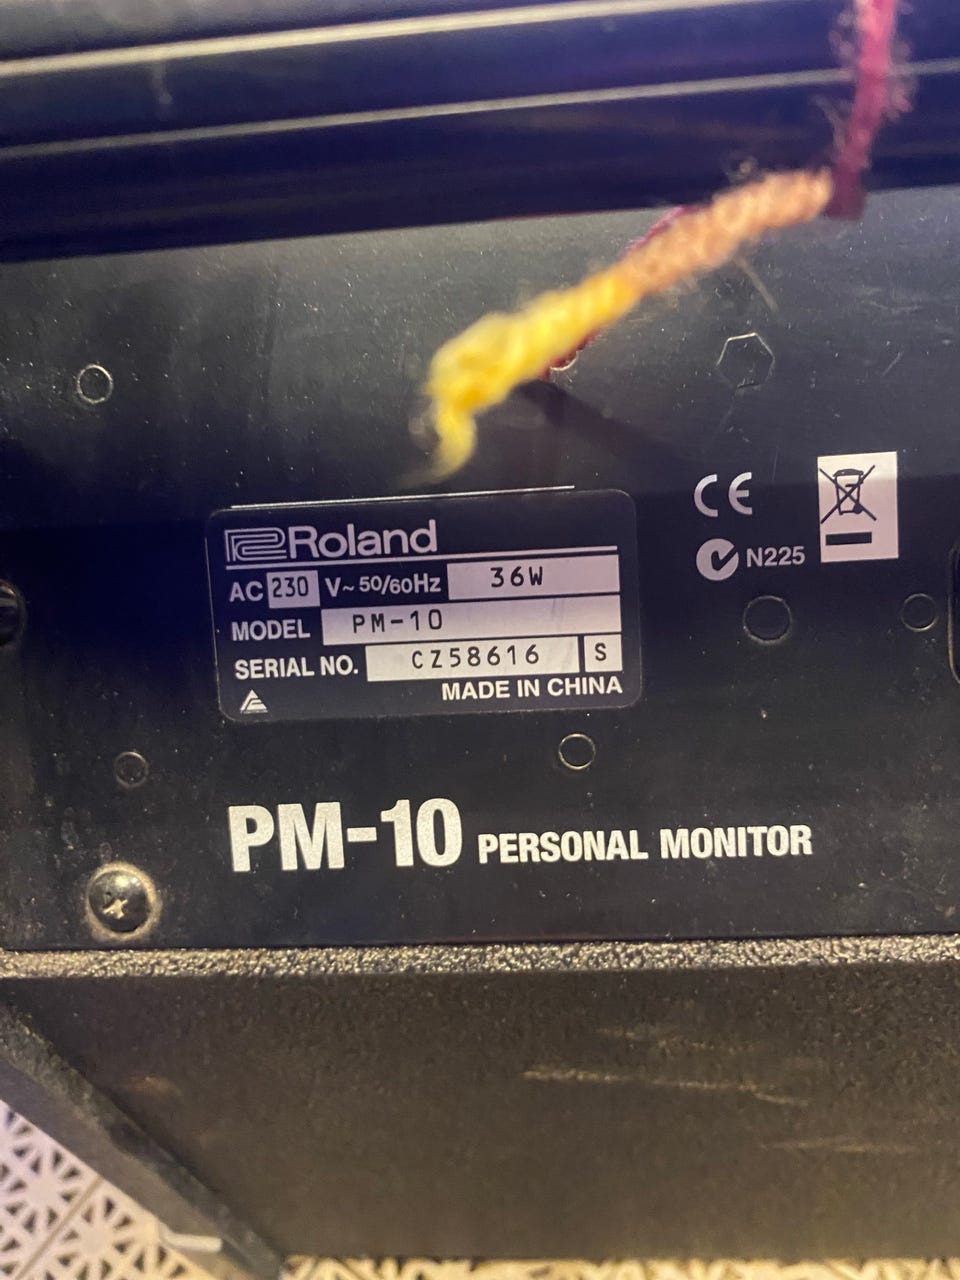 Roland
AC 230 V~ 50/60Hz 36W
MODEL PM-10
SERIAL NO. CZ58616 S
MADE IN CHINA
CE
N225
PM-10 PERSONAL MONITOR